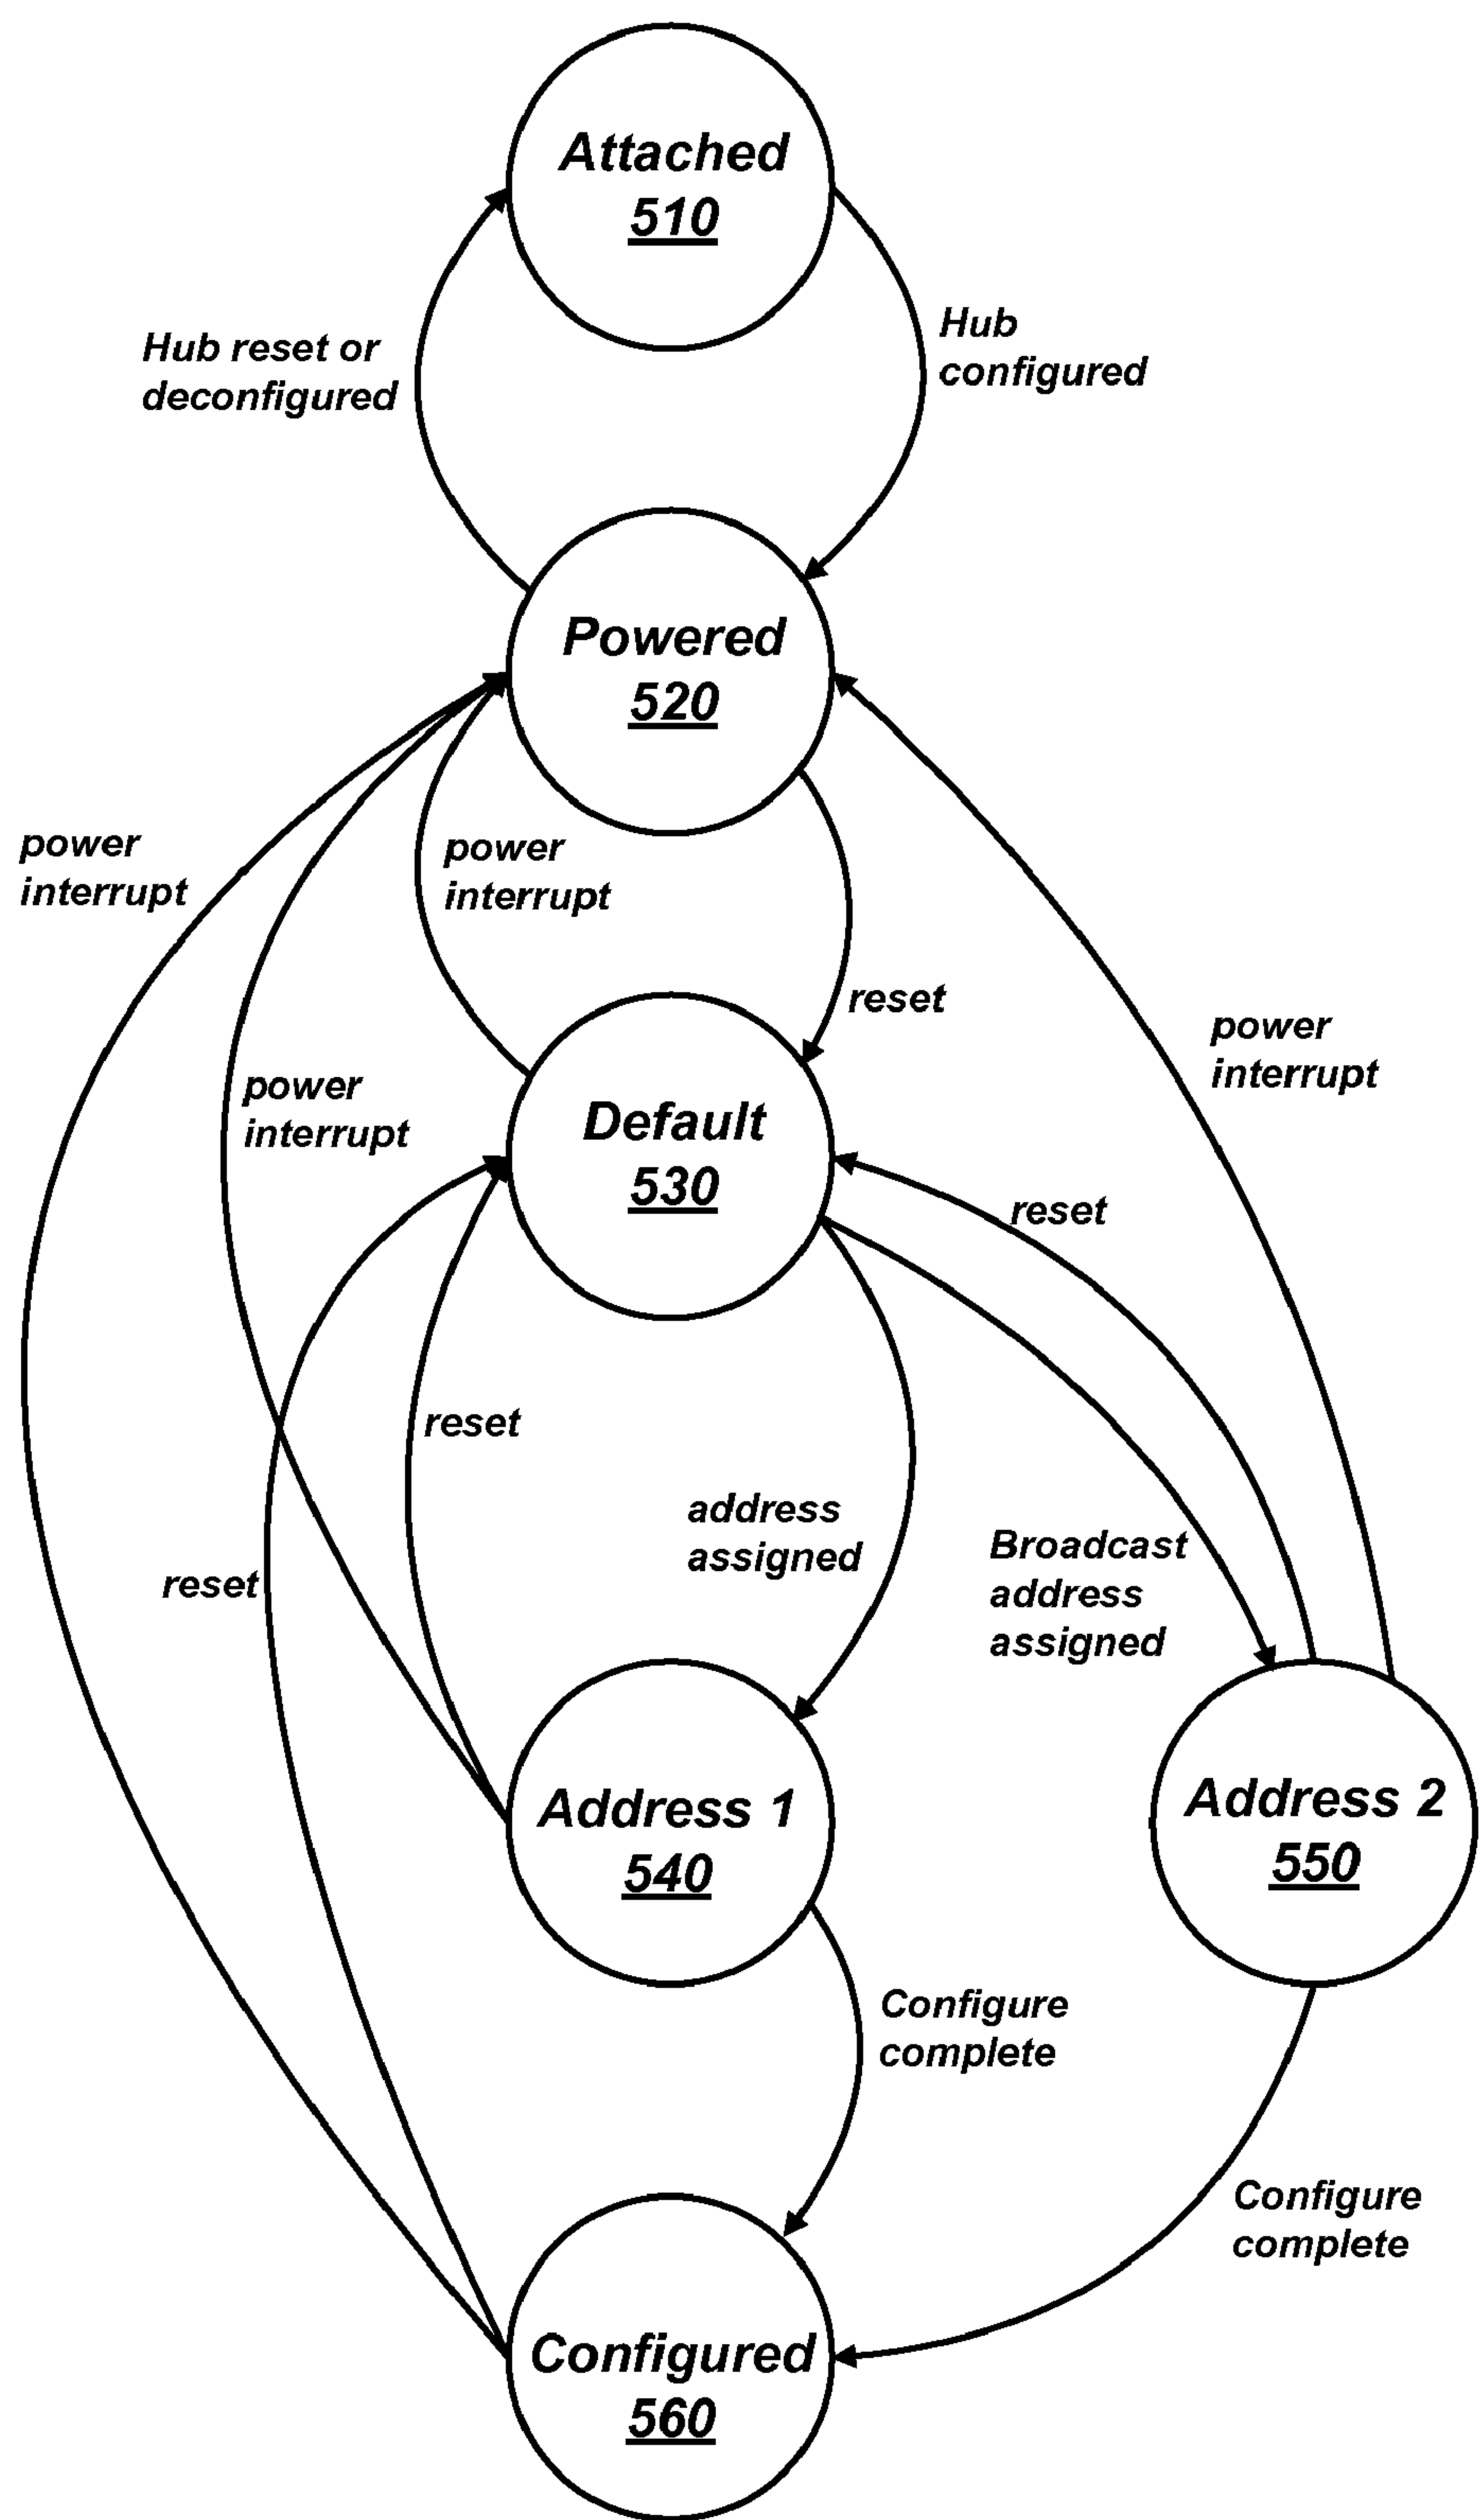 Attached
510
Hub reset or
deconfigured
Hub
configured
Powered
520
power
interrupt
power
interrupt
reset
power
interrupt
power
interrupt
Default
530
reset
reset
address
assigned
Broadcast
address
assigned
reset
Address 1
540
Address 2
550
Configure
complete
Configure
complete
Configured
560